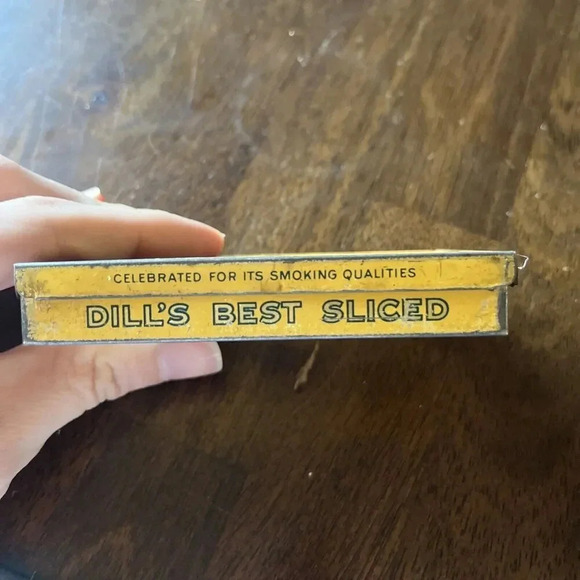 CELEBRATED FOR ITS SMOKING QUALITIES
DILL'S BEST SLICED